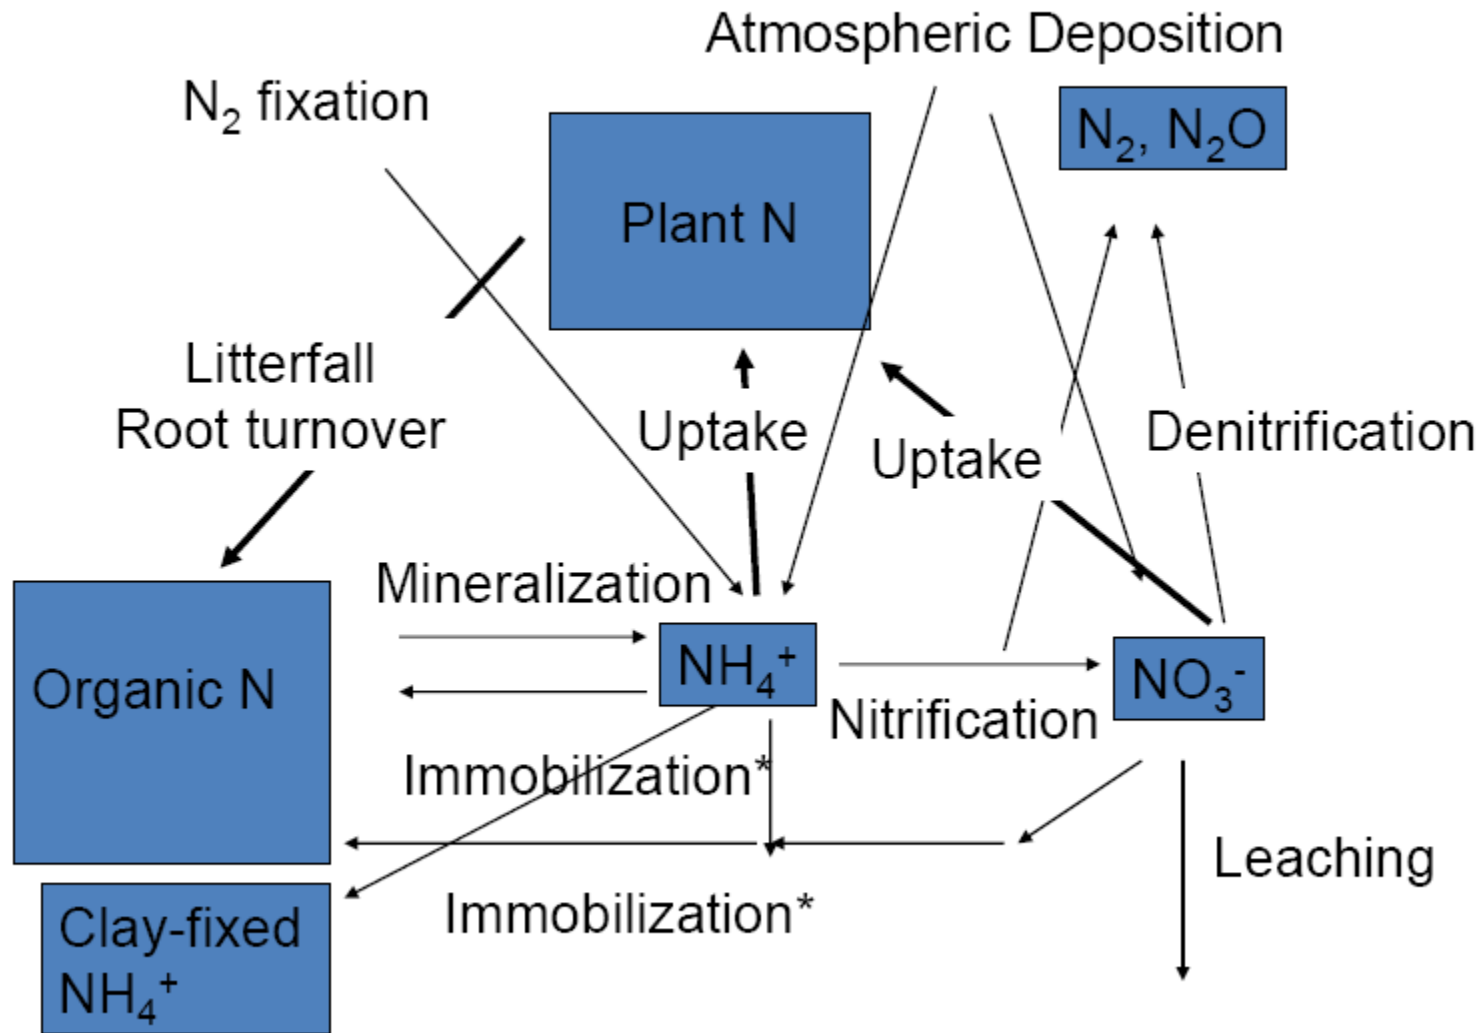 Atmospheric Deposition
N₂ fixation
N₂, N₂O
Plant N
Litterfall
Root turnover
Uptake
Uptake
Denitrification
Mineralization
Organic N
NH₄⁺
NO₃⁻
Nitrification
Immobilization*
Leaching
Immobilization*
Clay-fixed
NH₄⁺